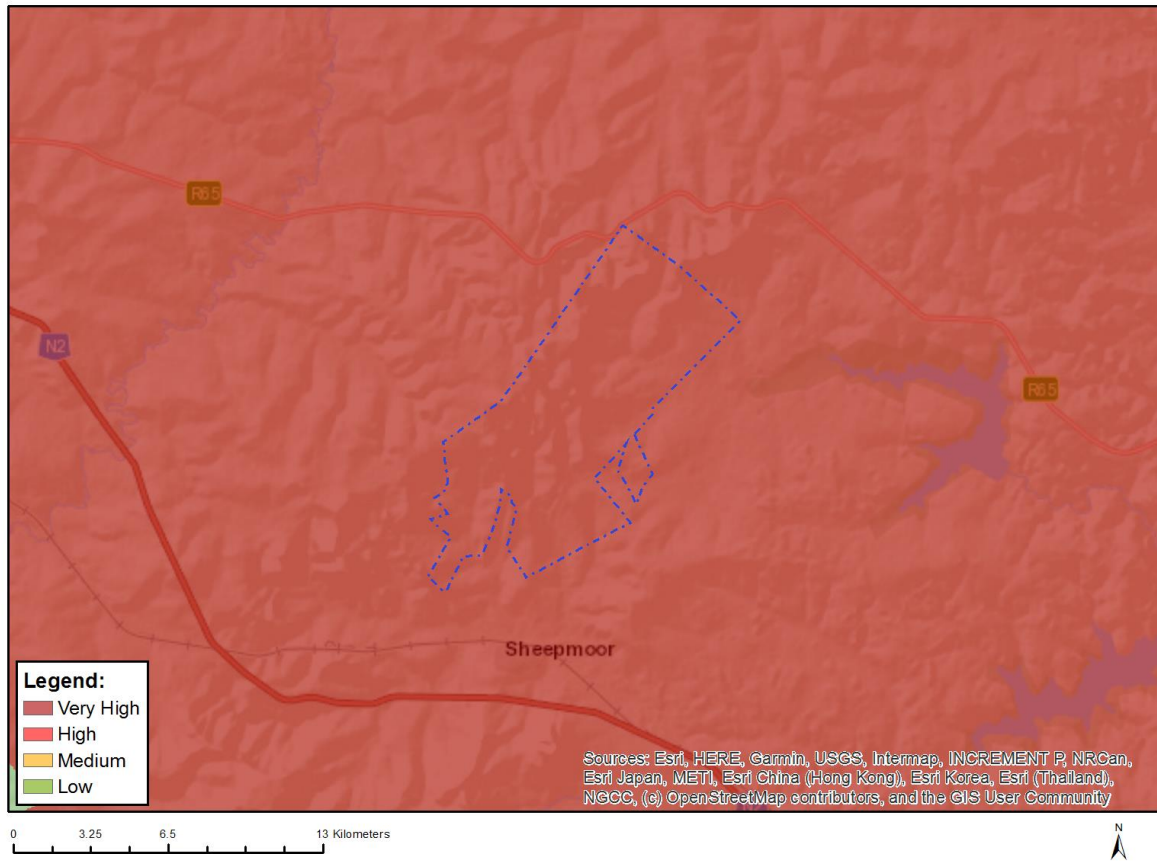 R65
N2
R65
Sheepmoor
Legend:
Very High
High
Medium
Low
Sources: Esri, HERE, Garmin, USGS, Intermap, INCREMENT P, NRCan,
Esri Japan, METI, Esri China (Hong Kong), Esri Korea, Esri (Thailand),
NGCC, (c) OpenStreetMap contributors, and the GIS User Community
0 3.25 6.5 13 Kilometers
N